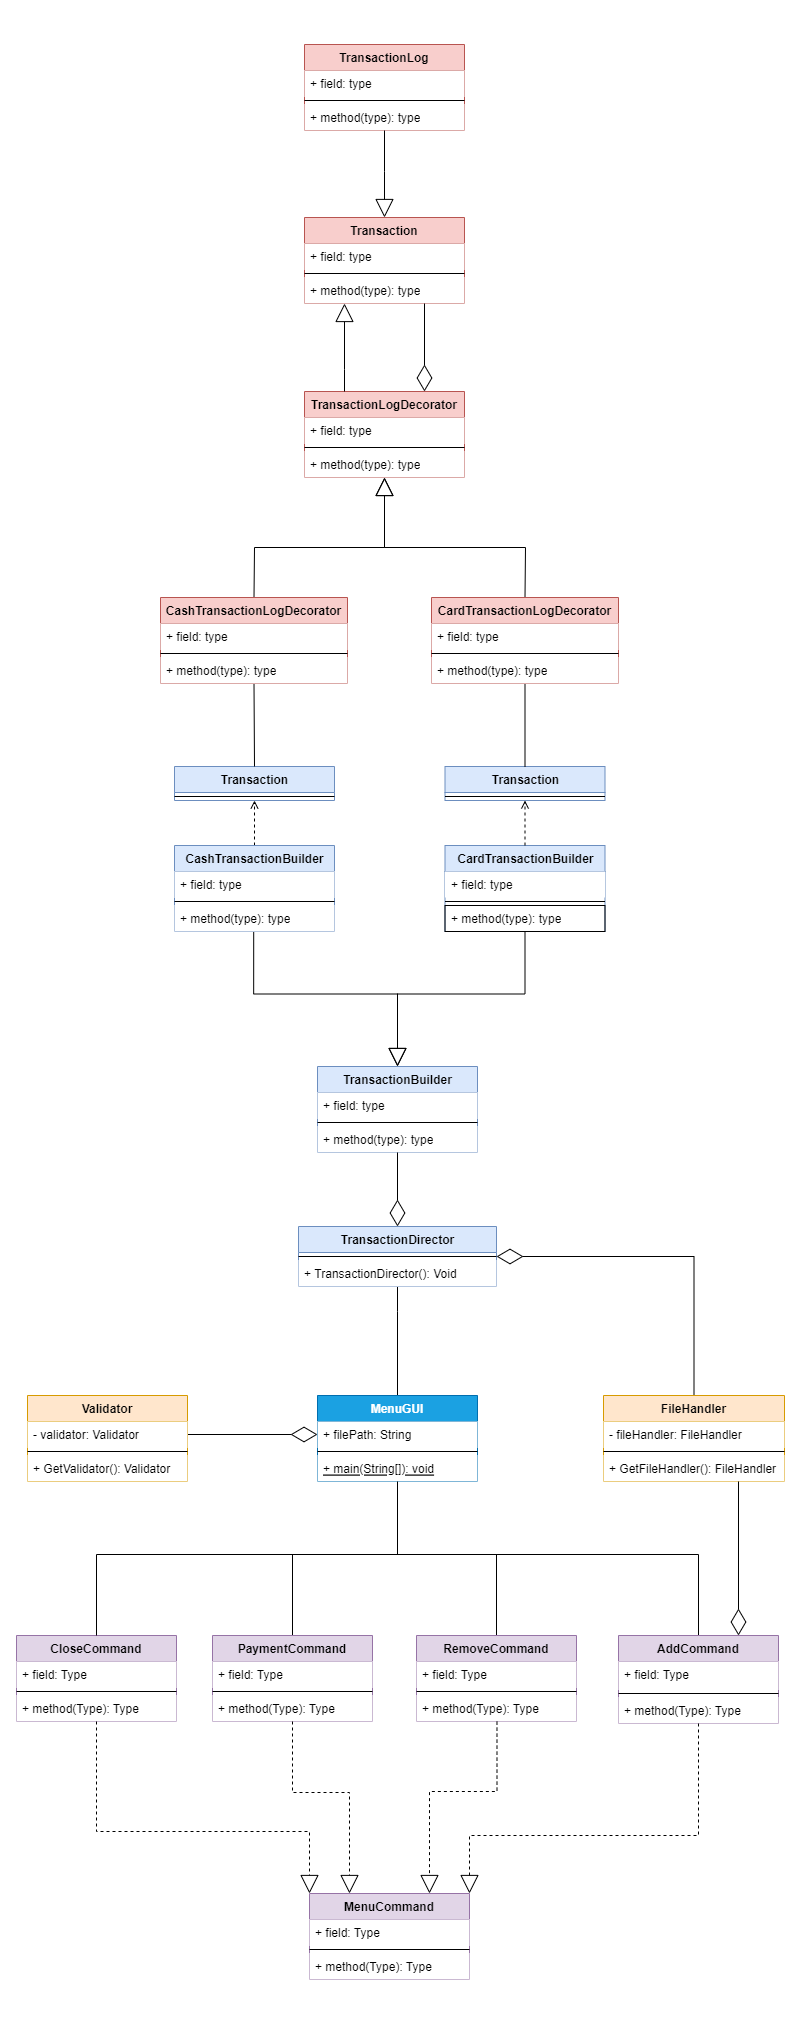 TransactionLog
+ field: type
+ method(type): type
Transaction
+ field: type
+ method(type): type
TransactionLogDecorator
+ field: type
+ method(type): type
CashTransactionLogDecorator
+ field: type
+ method(type): type
CardTransactionLogDecorator
+ field: type
+ method(type): type
Transaction
Transaction
CashTransactionBuilder
+ field: type
+ method(type): type
CardTransactionBuilder
+ field: type
+ method(type): type
TransactionBuilder
+ field: type
+ method(type): type
TransactionDirector
+ TransactionDirector(): Void
Validator
- validator: Validator
+ GetValidator(): Validator
MenuGUI
+ filePath: String
+ main(String[]): void
FileHandler
- fileHandler: FileHandler
+ GetFileHandler(): FileHandler
CloseCommand
+ field: Type
+ method(Type): Type
PaymentCommand
+ field: Type
+ method(Type): Type
RemoveCommand
+ field: Type
+ method(Type): Type
AddCommand
+ field: Type
+ method(Type): Type
MenuCommand
+ field: Type
+ method(Type): Type